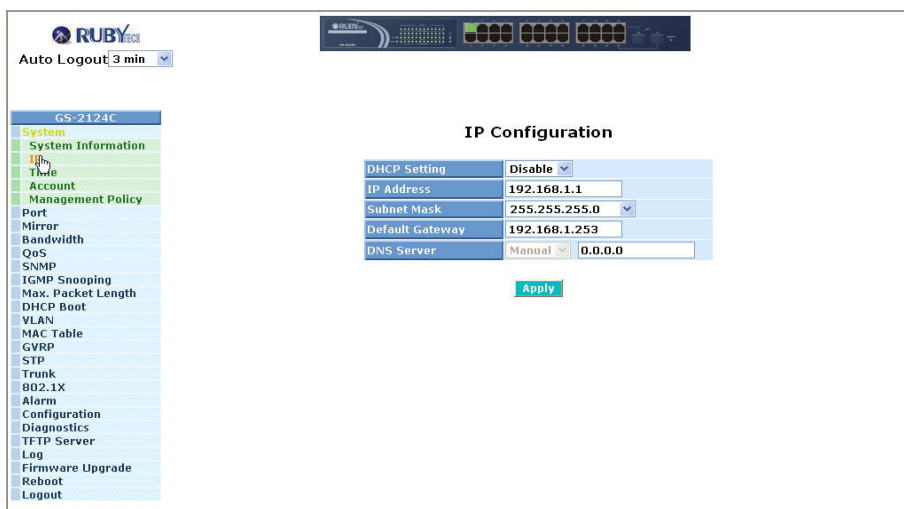 RUBYTECH
RUBYTECH
Auto Logout 3 min
GS-2124C
System
System Information
IP
Time
Account
Management Policy
Port
Mirror
Bandwidth
QoS
SNMP
IGMP Snooping
Max. Packet Length
DHCP Boot
VLAN
MAC Table
GVRP
STP
Trunk
802.1X
Alarm
Configuration
Diagnostics
TFTP Server
Log
Firmware Upgrade
Reboot
Logout
IP Configuration
DHCP Setting Disable
IP Address 192.168.1.1
Subnet Mask 255.255.255.0
Default Gateway 192.168.1.253
DNS Server Manual 0.0.0.0
Apply